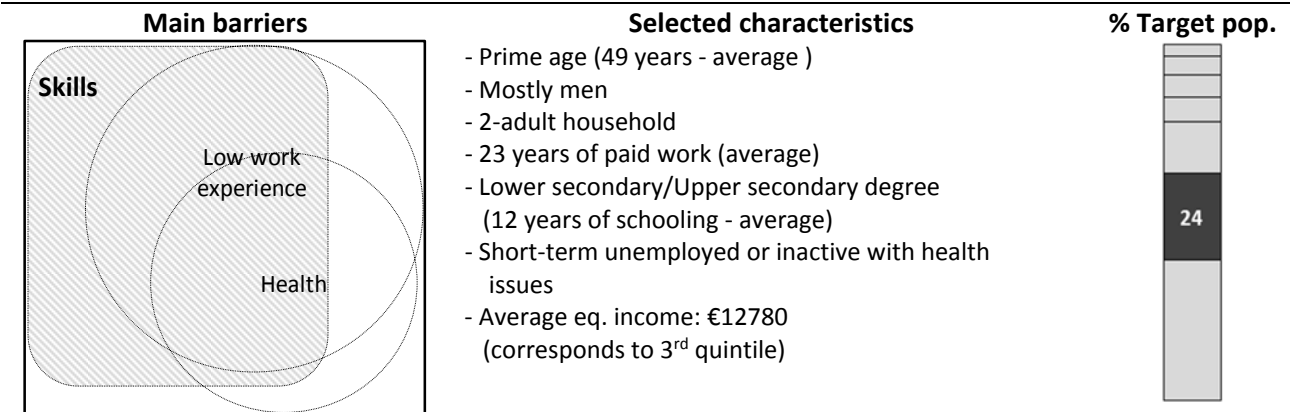 Main barriers
Selected characteristics
% Target pop.
Skills
Low work
experience
Health
- Prime age (49 years - average )
- Mostly men
- 2-adult household
- 23 years of paid work (average)
- Lower secondary/Upper secondary degree
(12 years of schooling - average)
- Short-term unemployed or inactive with health
issues
- Average eq. income: €12780
(corresponds to 3rd quintile)
24